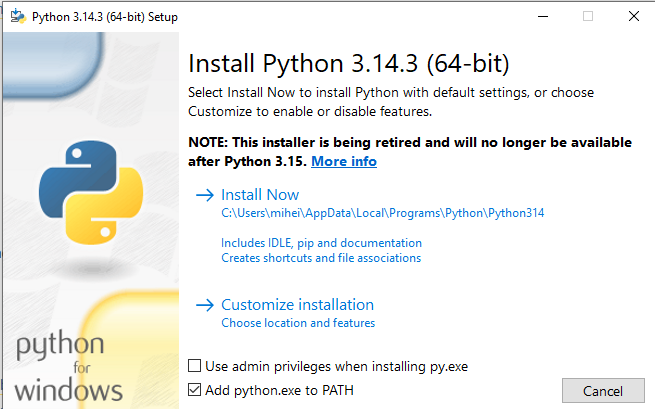 Python 3.14.3 (64-bit) Setup
Install Python 3.14.3 (64-bit)
Select Install Now to install Python with default settings, or choose
Customize to enable or disable features.
NOTE: This installer is being retired and will no longer be available
after Python 3.15. More info
Install Now
C:\Users\mihei\AppData\Local\Programs\Python\Python314
Includes IDLE, pip and documentation
Creates shortcuts and file associations
Customize installation
Choose location and features
python
for
windows
Use admin privileges when installing py.exe
Add python.exe to PATH
Cancel